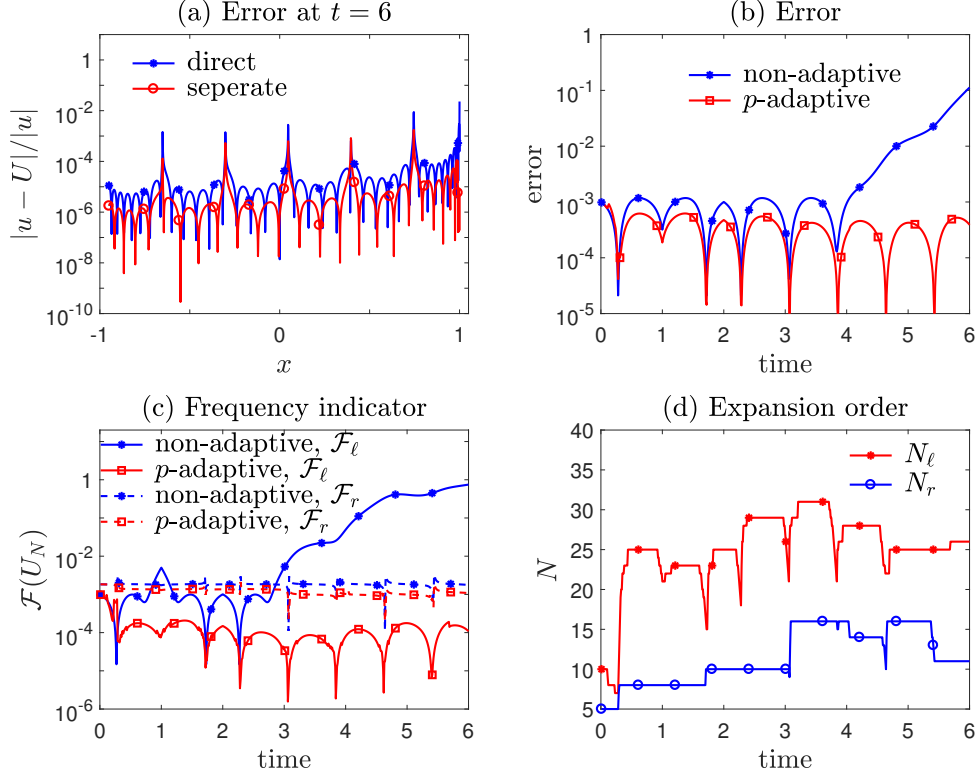 (a) Error at t = 6
1
10^-2
10^-4
10^-6
10^-8
10^-10
|u − U|/|u|
direct
seperate
-1
0
1
x
(b) Error
1
10^-1
10^-2
10^-3
10^-4
10^-5
error
non-adaptive
p-adaptive
0 1 2 3 4 5 6
time
(c) Frequency indicator
1
10^-2
10^-4
10^-6
F(U_N)
non-adaptive, F_ℓ
p-adaptive, F_ℓ
non-adaptive, F_r
p-adaptive, F_r
0 1 2 3 4 5 6
time
(d) Expansion order
40
35
30
25
20
15
10
5
N
N_ℓ
N_r
0 1 2 3 4 5 6
time